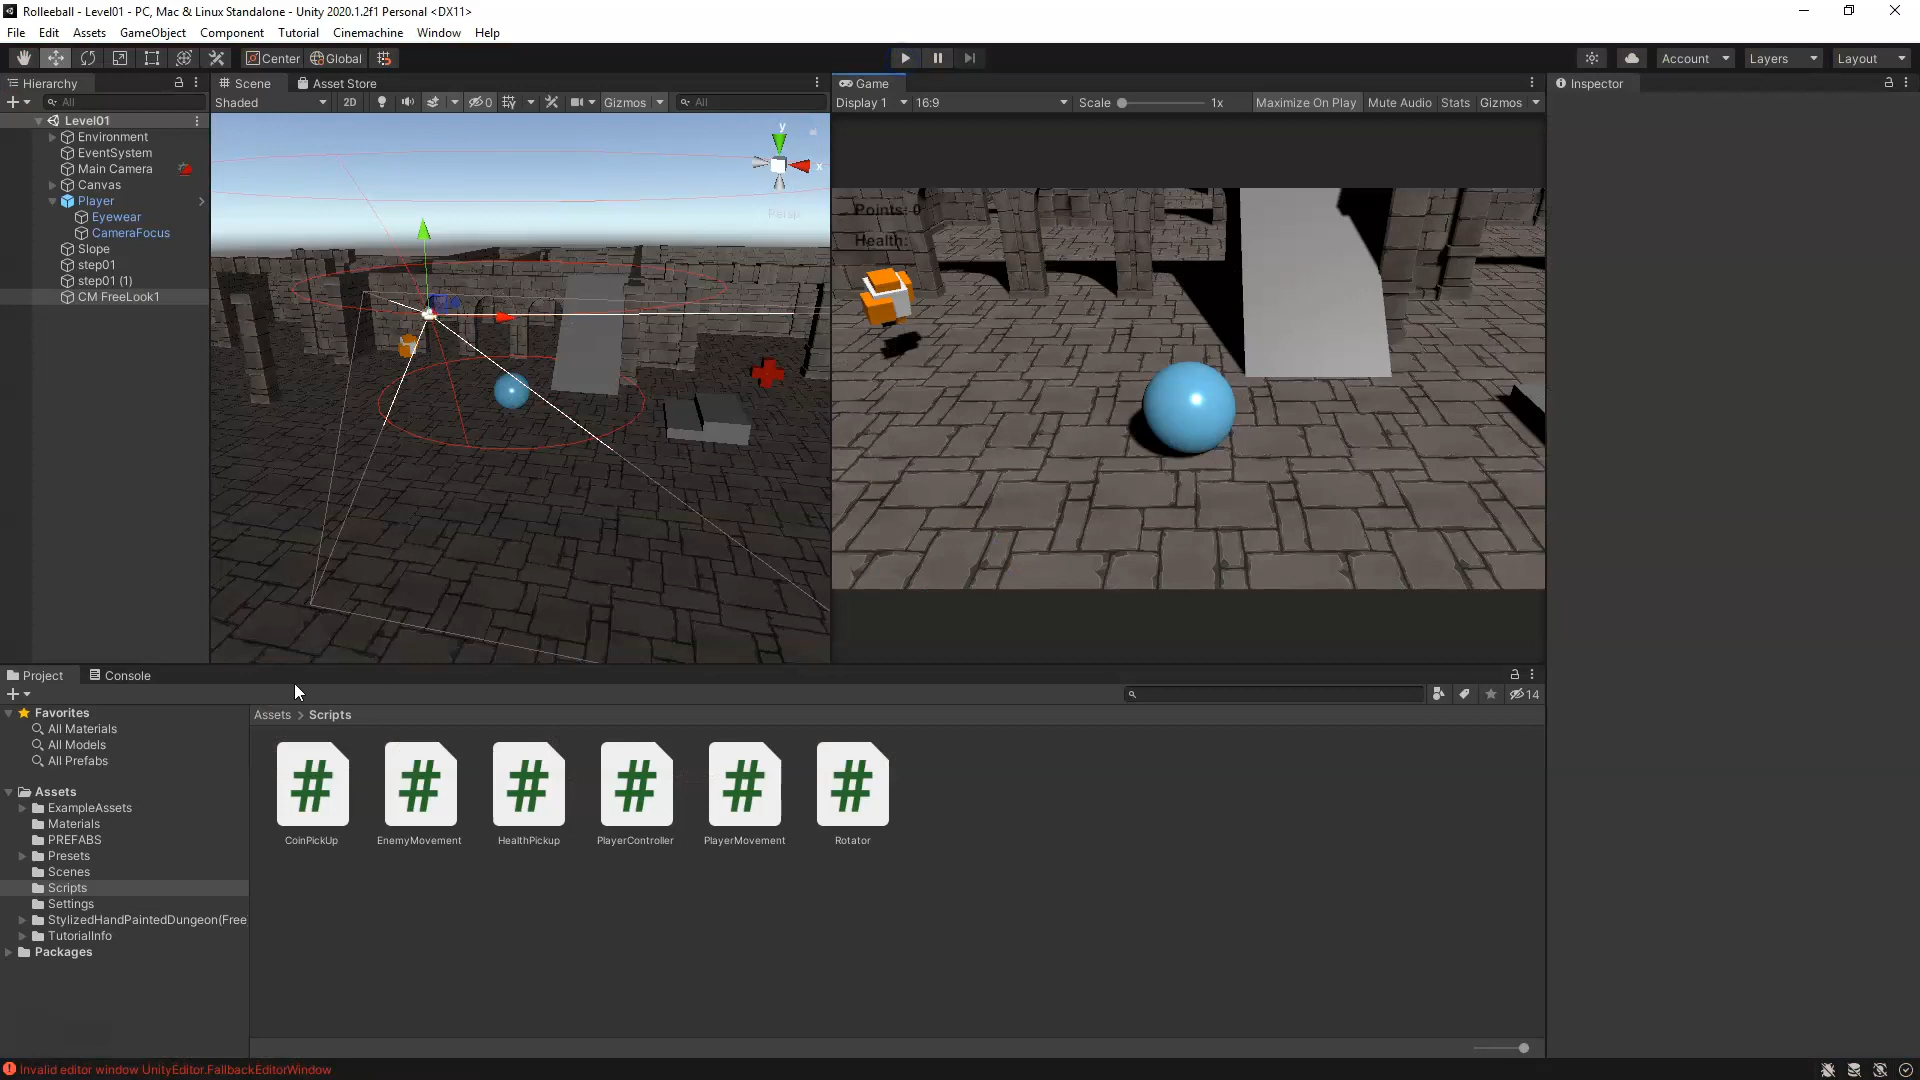 Rolleeball - Level01 - PC, Mac & Linux Standalone - Unity 2020.1.2f1 Personal <DX11>
File Edit Assets GameObject Component Tutorial Cinemachine Window Help
Center Global Account Layers Layout
Hierarchy
All
Level01
Environment
EventSystem
Main Camera
Canvas
Player
Eyewear
CameraFocus
Slope
step01
step01 (1)
CM FreeLook1
Scene Asset Store
Shaded 2D 0 Gizmos All
y
x
Persp
Game
Display 1 16:9 Scale 1x Maximize On Play Mute Audio Stats Gizmos
Points: 0
Health:
Inspector
Project Console
14
Favorites
All Materials
All Models
All Prefabs
Assets
ExampleAssets
Materials
PREFABS
Presets
Scenes
Scripts
Settings
StylizedHandPaintedDungeon(Free
TutorialInfo
Packages
Assets > Scripts
CoinPickUp EnemyMovement HealthPickup PlayerController PlayerMovement Rotator
Invalid editor window UnityEditor.FallbackEditorWindow